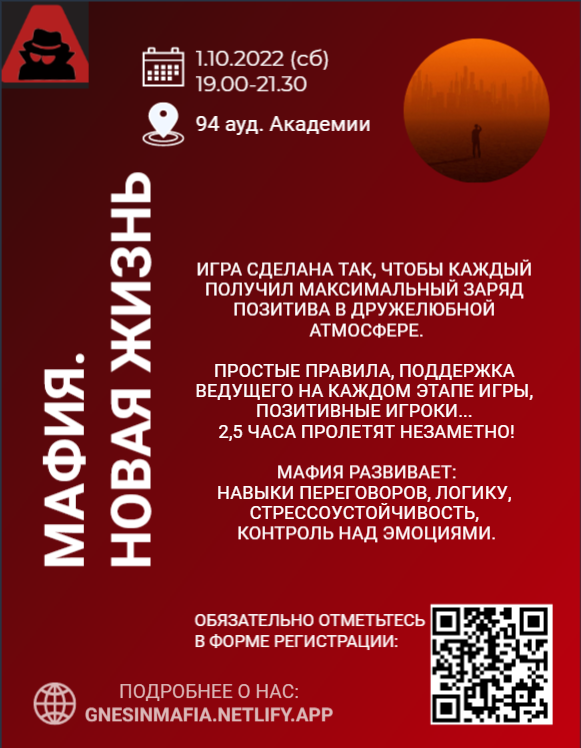 1.10.2022 (сб)
19.00-21.30
94 ауд. Академии
МАФИЯ.
НОВАЯ ЖИЗНЬ
ИГРА СДЕЛАНА ТАК, ЧТОБЫ КАЖДЫЙ
ПОЛУЧИЛ МАКСИМАЛЬНЫЙ ЗАРЯД
ПОЗИТИВА В ДРУЖЕЛЮБНОЙ
АТМОСФЕРЕ.
ПРОСТЫЕ ПРАВИЛА, ПОДДЕРЖКА
ВЕДУЩЕГО НА КАЖДОМ ЭТАПЕ ИГРЫ,
ПОЗИТИВНЫЕ ИГРОКИ...
2,5 ЧАСА ПРОЛЕТЯТ НЕЗАМЕТНО!
МАФИЯ РАЗВИВАЕТ:
НАВЫКИ ПЕРЕГОВОРОВ, ЛОГИКУ,
СТРЕССОУСТОЙЧИВОСТЬ,
КОНТРОЛЬ НАД ЭМОЦИЯМИ.
ОБЯЗАТЕЛЬНО ОТМЕТЬТЕСЬ
В ФОРМЕ РЕГИСТРАЦИИ:
ПОДРОБНЕЕ О НАС:
GNESINMAFIA.NETLIFY.APP